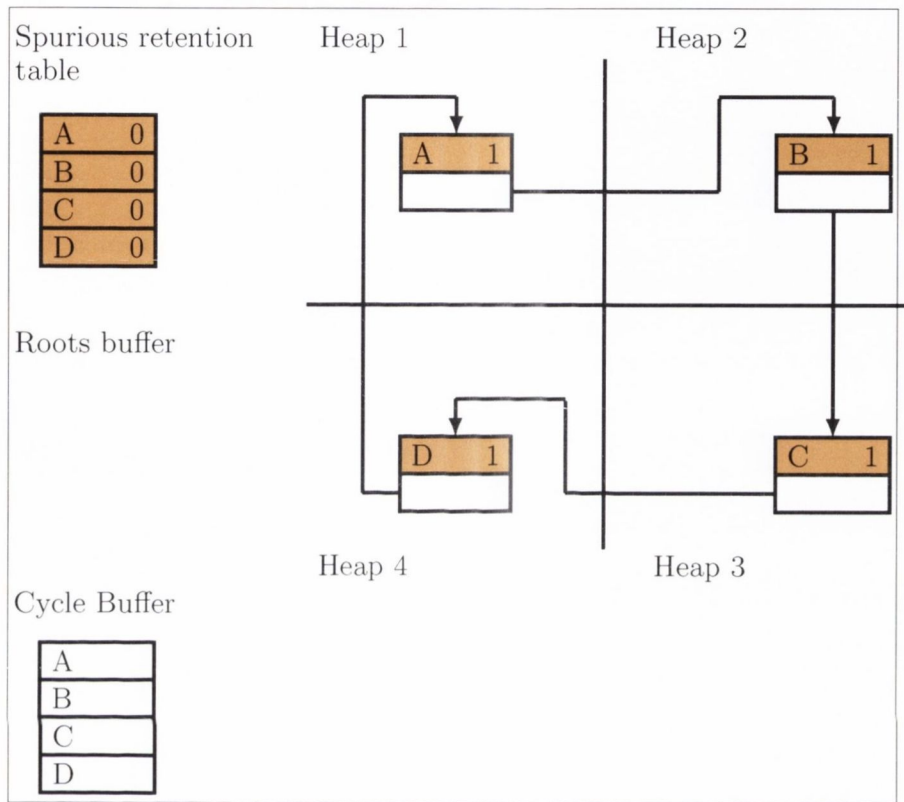 Spurious retention
table
A 0
B 0
C 0
D 0
Roots buffer
Cycle Buffer
A
B
C
D
Heap 1
A 1
Heap 2
B 1
D 1
Heap 4
C 1
Heap 3